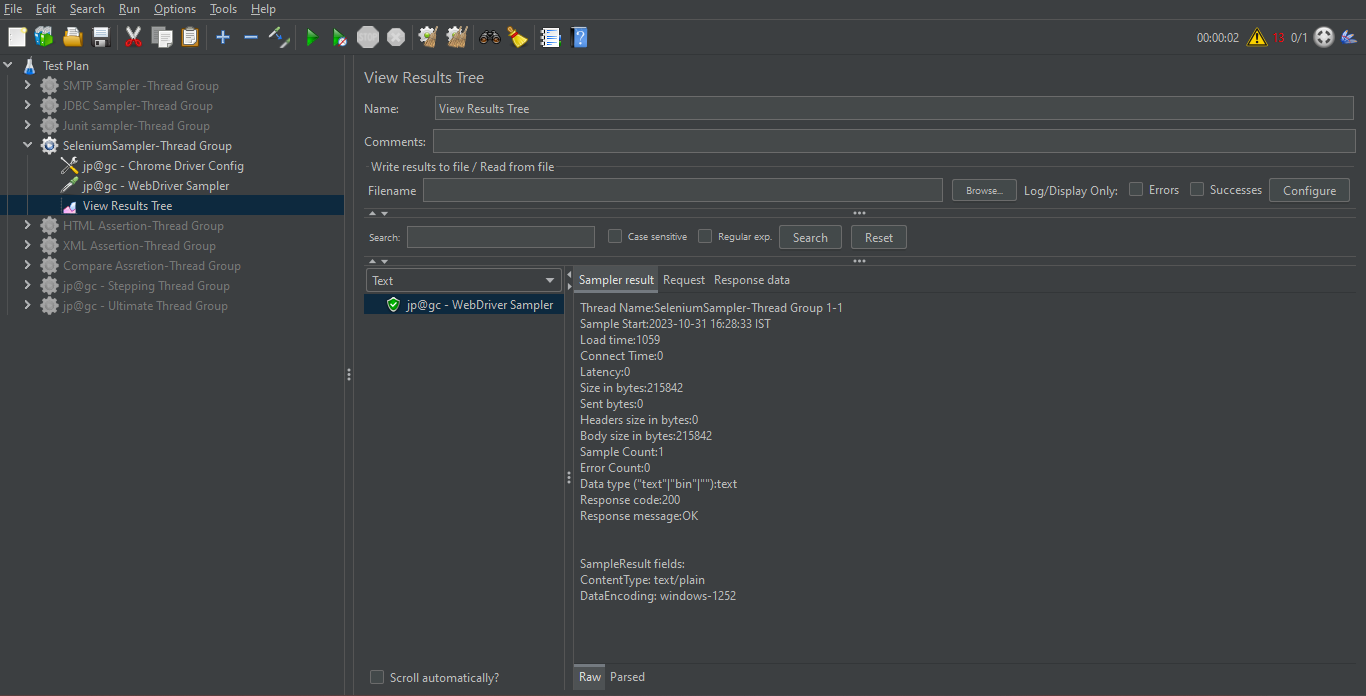 File Edit Search Run Options Tools Help
STOP
00:00:02 13 0/1
Test Plan
SMTP Sampler -Thread Group
JDBC Sampler-Thread Group
Junit sampler-Thread Group
SeleniumSampler-Thread Group
jp@gc - Chrome Driver Config
jp@gc - WebDriver Sampler
View Results Tree
HTML Assertion-Thread Group
XML Assertion-Thread Group
Compare Assretion-Thread Group
jp@gc - Stepping Thread Group
jp@gc - Ultimate Thread Group
View Results Tree
Name: View Results Tree
Comments:
Write results to file / Read from file
Filename Browse... Log/Display Only: Errors Successes Configure
Search: Case sensitive Regular exp. Search Reset
Text
jp@gc - WebDriver Sampler
Scroll automatically?
Sampler result Request Response data
Thread Name:SeleniumSampler-Thread Group 1-1
Sample Start:2023-10-31 16:28:33 IST
Load time:1059
Connect Time:0
Latency:0
Size in bytes:215842
Sent bytes:0
Headers size in bytes:0
Body size in bytes:215842
Sample Count:1
Error Count:0
Data type ("text"|"bin"|""):text
Response code:200
Response message:OK
SampleResult fields:
ContentType: text/plain
DataEncoding: windows-1252
Raw Parsed